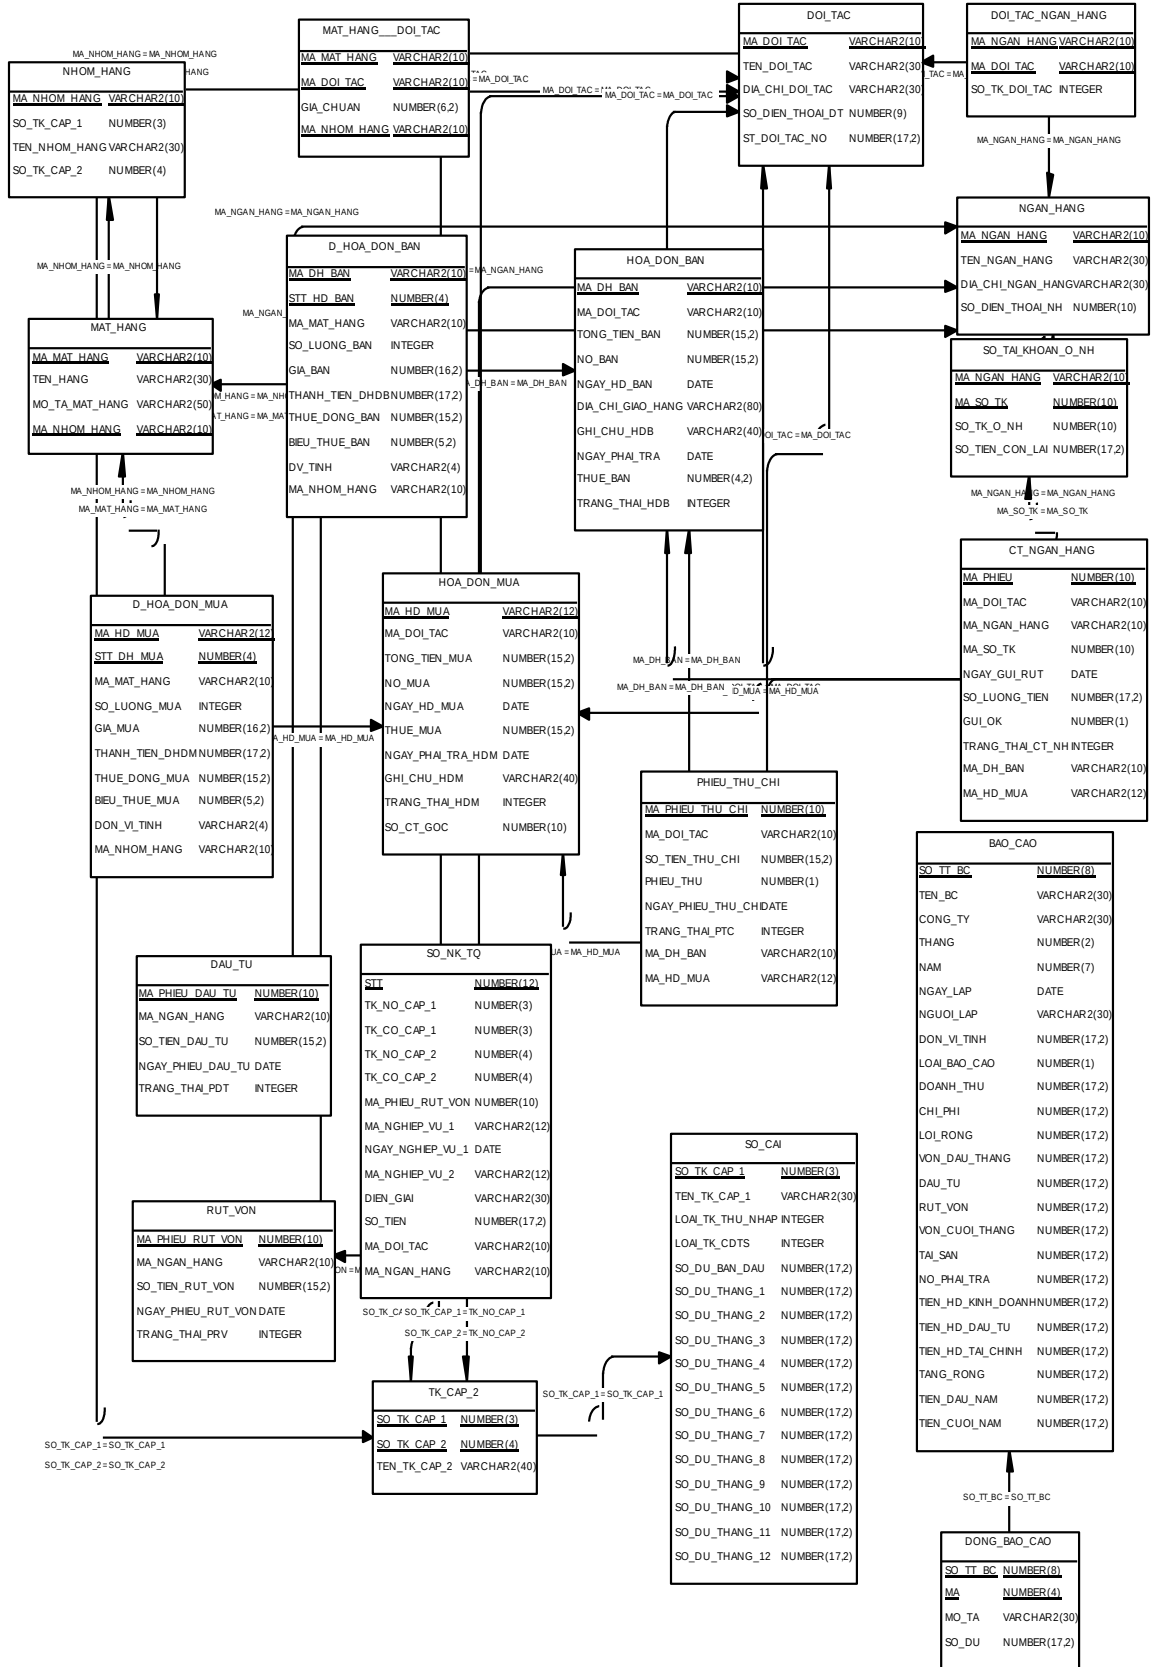 MAT_HANG___DOI_TAC
MA_MAT_HANG VARCHAR2(10)
MA_DOI_TAC VARCHAR2(10)
GIA_CHUAN NUMBER(6,2)
MA_NHOM_HANG VARCHAR2(10)
DOI_TAC
MA_DOI_TAC VARCHAR2(10)
TEN_DOI_TAC VARCHAR2(30)
DIA_CHI_DOI_TAC VARCHAR2(30)
SO_DIEN_THOAI_DT NUMBER(9)
ST_DOI_TAC_NO NUMBER(17,2)
DOI_TAC_NGAN_HANG
MA_NGAN_HANG VARCHAR2(10)
MA_DOI_TAC VARCHAR2(10)
SO_TK_DOI_TAC INTEGER
MA_NHOM_HANG = MA_NHOM_HANG
HANG
NHOM_HANG
MA_NHOM_HANG VARCHAR2(10)
SO_TK_CAP_1 NUMBER(3)
TEN_NHOM_HANG VARCHAR2(30)
SO_TK_CAP_2 NUMBER(4)
= MA_DOI_TAC
MA_DOI_TAC = MA_DOI_TAC
MA_DOI_TAC = MA_DOI_TAC
MA_NGAN_HANG = MA_NGAN_HANG
MA_NGAN_HANG = MA_NGAN_HANG
NGAN_HANG
MA_NGAN_HANG VARCHAR2(10)
TEN_NGAN_HANG VARCHAR2(30)
DIA_CHI_NGAN_HANG VARCHAR2(30)
SO_DIEN_THOAI_NH NUMBER(10)
D_HOA_DON_BAN
MA_DH_BAN VARCHAR2(10)
STT_HD_BAN NUMBER(4)
MA_MAT_HANG VARCHAR2(10)
SO_LUONG_BAN INTEGER
GIA_BAN NUMBER(16,2)
THANH_TIEN_DHDB NUMBER(17,2)
THUE_DONG_BAN NUMBER(15,2)
BIEU_THUE_BAN NUMBER(5,2)
DV_TINH VARCHAR2(4)
MA_NHOM_HANG VARCHAR2(10)
= MA_NGAN_HANG
HOA_DON_BAN
MA_DH_BAN VARCHAR2(10)
MA_DOI_TAC VARCHAR2(10)
TONG_TIEN_BAN NUMBER(15,2)
NO_BAN NUMBER(15,2)
NGAY_HD_BAN DATE
DIA_CHI_GIAO_HANG VARCHAR2(80)
GHI_CHU_HDB VARCHAR2(40)
NGAY_PHAI_TRA DATE
THUE_BAN NUMBER(4,2)
TRANG_THAI_HDB INTEGER
MA_NHOM_HANG = MA_NHOM_HANG
MAT_HANG
MA_MAT_HANG VARCHAR2(10)
TEN_HANG VARCHAR2(30)
MO_TA_MAT_HANG VARCHAR2(50)
MA_NHOM_HANG VARCHAR2(10)
DH_BAN = MA_DH_BAN
SO_TAI_KHOAN_O_NH
MA_NGAN_HANG VARCHAR2(10)
MA_SO_TK NUMBER(10)
SO_TK_O_NH NUMBER(10)
SO_TIEN_CON_LAI NUMBER(17,2)
= MA_DOI_TAC
MA_NHOM_HANG = MA_NHOM_HANG
MA_MAT_HANG = MA_MAT_HANG
MA_NGAN_HANG = MA_NGAN_HANG
MA_SO_TK = MA_SO_TK
CT_NGAN_HANG
MA_PHIEU NUMBER(10)
MA_DOI_TAC VARCHAR2(10)
MA_NGAN_HANG VARCHAR2(10)
MA_SO_TK NUMBER(10)
NGAY_GUI_RUT DATE
SO_LUONG_TIEN NUMBER(17,2)
GUI_OK NUMBER(1)
TRANG_THAI_CT_NH INTEGER
MA_DH_BAN VARCHAR2(10)
MA_HD_MUA VARCHAR2(12)
D_HOA_DON_MUA
MA_HD_MUA VARCHAR2(12)
STT_DH_MUA NUMBER(4)
MA_MAT_HANG VARCHAR2(10)
SO_LUONG_MUA INTEGER
GIA_MUA NUMBER(16,2)
THANH_TIEN_DHDM NUMBER(17,2)
THUE_DONG_MUA NUMBER(15,2)
BIEU_THUE_MUA NUMBER(5,2)
DON_VI_TINH VARCHAR2(4)
MA_NHOM_HANG VARCHAR2(10)
A_HD_MUA = MA_HD_MUA
HOA_DON_MUA
MA_HD_MUA VARCHAR2(12)
MA_DOI_TAC VARCHAR2(10)
TONG_TIEN_MUA NUMBER(15,2)
NO_MUA NUMBER(15,2)
NGAY_HD_MUA DATE
THUE_MUA NUMBER(15,2)
NGAY_PHAI_TRA_HDM DATE
GHI_CHU_HDM VARCHAR2(40)
TRANG_THAI_HDM INTEGER
SO_CT_GOC NUMBER(10)
MA_DH_BAN = MA_DH_BAN
MA_DH_BAN = MA_DH_BAN
= MA_HD_MUA
PHIEU_THU_CHI
MA_PHIEU_THU_CHI NUMBER(10)
MA_DOI_TAC VARCHAR2(10)
SO_TIEN_THU_CHI NUMBER(15,2)
PHIEU_THU NUMBER(1)
NGAY_PHIEU_THU_CHI DATE
TRANG_THAI_PTC INTEGER
MA_DH_BAN VARCHAR2(10)
MA_HD_MUA VARCHAR2(12)
UA = MA_HD_MUA
BAO_CAO
SO_TT_BC NUMBER(8)
TEN_BC VARCHAR2(30)
CONG_TY VARCHAR2(30)
THANG NUMBER(2)
NAM NUMBER(7)
NGAY_LAP DATE
NGUOI_LAP VARCHAR2(30)
DON_VI_TINH NUMBER(17,2)
LOAI_BAO_CAO NUMBER(1)
DOANH_THU NUMBER(17,2)
CHI_PHI NUMBER(17,2)
LOI_RONG NUMBER(17,2)
VON_DAU_THANG NUMBER(17,2)
DAU_TU NUMBER(17,2)
RUT_VON NUMBER(17,2)
VON_CUOI_THANG NUMBER(17,2)
TAI_SAN NUMBER(17,2)
NO_PHAI_TRA NUMBER(17,2)
TIEN_HD_KINH_DOANH NUMBER(17,2)
TIEN_HD_DAU_TU NUMBER(17,2)
TIEN_HD_TAI_CHINH NUMBER(17,2)
TANG_RONG NUMBER(17,2)
TIEN_DAU_NAM NUMBER(17,2)
TIEN_CUOI_NAM NUMBER(17,2)
DAU_TU
MA_PHIEU_DAU_TU NUMBER(10)
MA_NGAN_HANG VARCHAR2(10)
SO_TIEN_DAU_TU NUMBER(15,2)
NGAY_PHIEU_DAU_TU DATE
TRANG_THAI_PDT INTEGER
SO_NK_TQ
STT NUMBER(12)
TK_NO_CAP_1 NUMBER(3)
TK_CO_CAP_1 NUMBER(3)
TK_NO_CAP_2 NUMBER(4)
TK_CO_CAP_2 NUMBER(4)
MA_PHIEU_RUT_VON NUMBER(10)
MA_NGHIEP_VU_1 VARCHAR2(12)
NGAY_NGHIEP_VU_1 DATE
MA_NGHIEP_VU_2 VARCHAR2(12)
DIEN_GIAI VARCHAR2(30)
SO_TIEN NUMBER(17,2)
MA_DOI_TAC VARCHAR2(10)
MA_NGAN_HANG VARCHAR2(10)
RUT_VON
MA_PHIEU_RUT_VON NUMBER(10)
MA_NGAN_HANG VARCHAR2(10)
SO_TIEN_RUT_VON NUMBER(15,2)
NGAY_PHIEU_RUT_VON DATE
TRANG_THAI_PRV INTEGER
SO_TK_CAP_1 = TK_NO_CAP_1
SO_TK_CAP_2 = TK_NO_CAP_2
SO_CAI
SO_TK_CAP_1 NUMBER(3)
TEN_TK_CAP_1 VARCHAR2(30)
LOAI_TK_THU_NHAP INTEGER
LOAI_TK_CDTS INTEGER
SO_DU_BAN_DAU NUMBER(17,2)
SO_DU_THANG_1 NUMBER(17,2)
SO_DU_THANG_2 NUMBER(17,2)
SO_DU_THANG_3 NUMBER(17,2)
SO_DU_THANG_4 NUMBER(17,2)
SO_DU_THANG_5 NUMBER(17,2)
SO_DU_THANG_6 NUMBER(17,2)
SO_DU_THANG_7 NUMBER(17,2)
SO_DU_THANG_8 NUMBER(17,2)
SO_DU_THANG_9 NUMBER(17,2)
SO_DU_THANG_10 NUMBER(17,2)
SO_DU_THANG_11 NUMBER(17,2)
SO_DU_THANG_12 NUMBER(17,2)
TK_CAP_2
SO_TK_CAP_1 NUMBER(3)
SO_TK_CAP_2 NUMBER(4)
TEN_TK_CAP_2 VARCHAR2(40)
SO_TK_CAP_1 = SO_TK_CAP_1
SO_TK_CAP_1 = SO_TK_CAP_1
SO_TK_CAP_2 = SO_TK_CAP_2
SO_TT_BC = SO_TT_BC
DONG_BAO_CAO
SO_TT_BC NUMBER(8)
MA NUMBER(4)
MO_TA VARCHAR2(30)
SO_DU NUMBER(17,2)